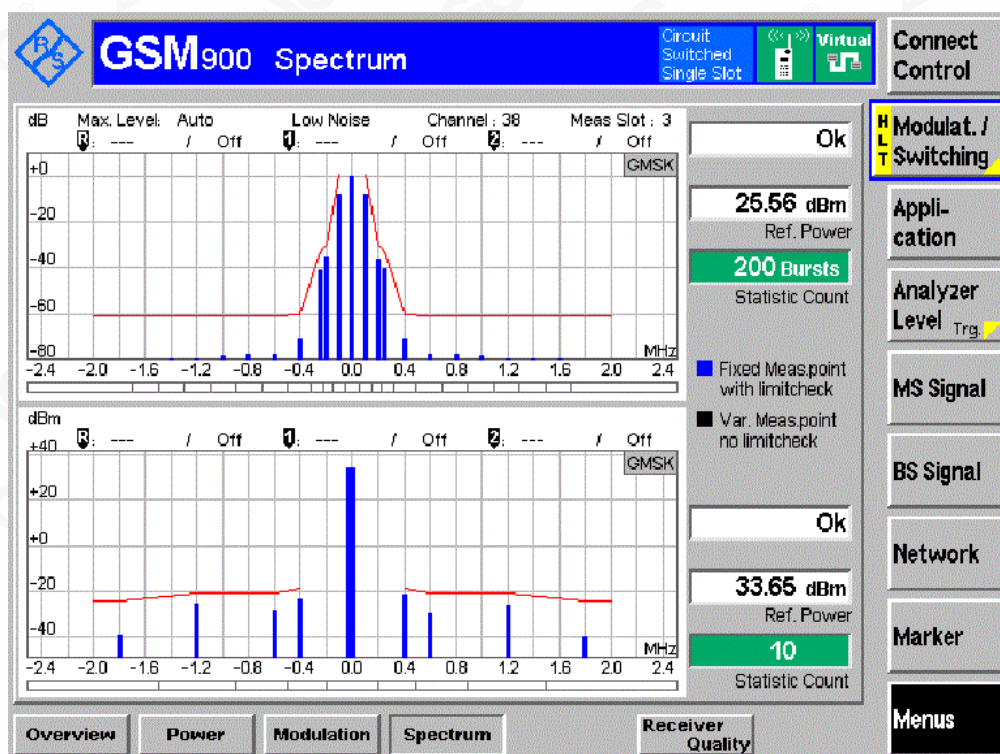 R/S
GSM900 Spectrum
Circuit
Switched
Single Slot
Virtual
Connect
Control
dB Max. Level: Auto Low Noise Channel : 38 Meas Slot : 3
R: --- / Off 1: --- / Off 2: --- / Off
GMSK
+0
-20
-40
-60
-80
MHz
-2.4 -2.0 -1.6 -1.2 -0.8 -0.4 0.0 0.4 0.8 1.2 1.6 2.0 2.4
Ok
25.56 dBm
Ref. Power
200 Bursts
Statistic Count
Fixed Meas.point
with limitcheck
Var. Meas.point
no limitcheck
dBm
R: --- / Off 1: --- / Off 2: --- / Off
GMSK
+40
+20
+0
-20
-40
MHz
-2.4 -2.0 -1.6 -1.2 -0.8 -0.4 0.0 0.4 0.8 1.2 1.6 2.0 2.4
Ok
33.65 dBm
Ref. Power
10
Statistic Count
HLT
Modulat. /
Switching
Appli-
cation
Analyzer
Level Trg.
MS Signal
BS Signal
Network
Marker
Menus
Overview
Power
Modulation
Spectrum
Receiver
Quality